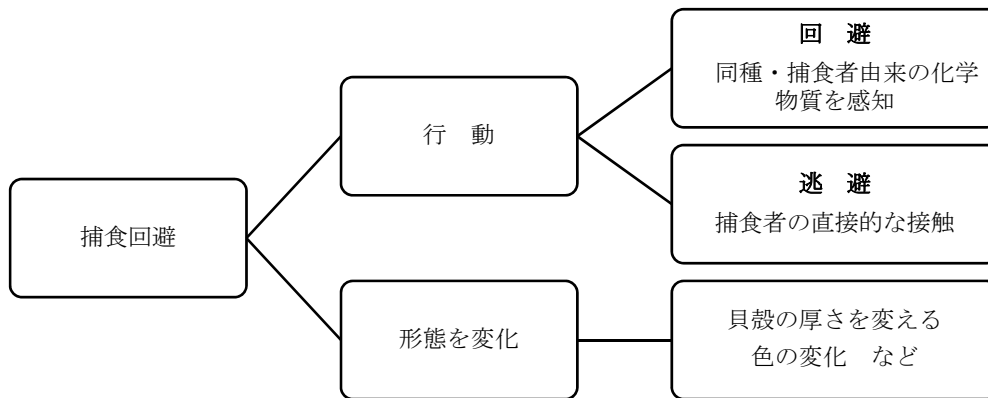 捕食回避
行　動
回　避
同種・捕食者由来の化学
物質を感知
逃　避
捕食者の直接的な接触
形態を変化
貝殻の厚さを変える
色の変化　など